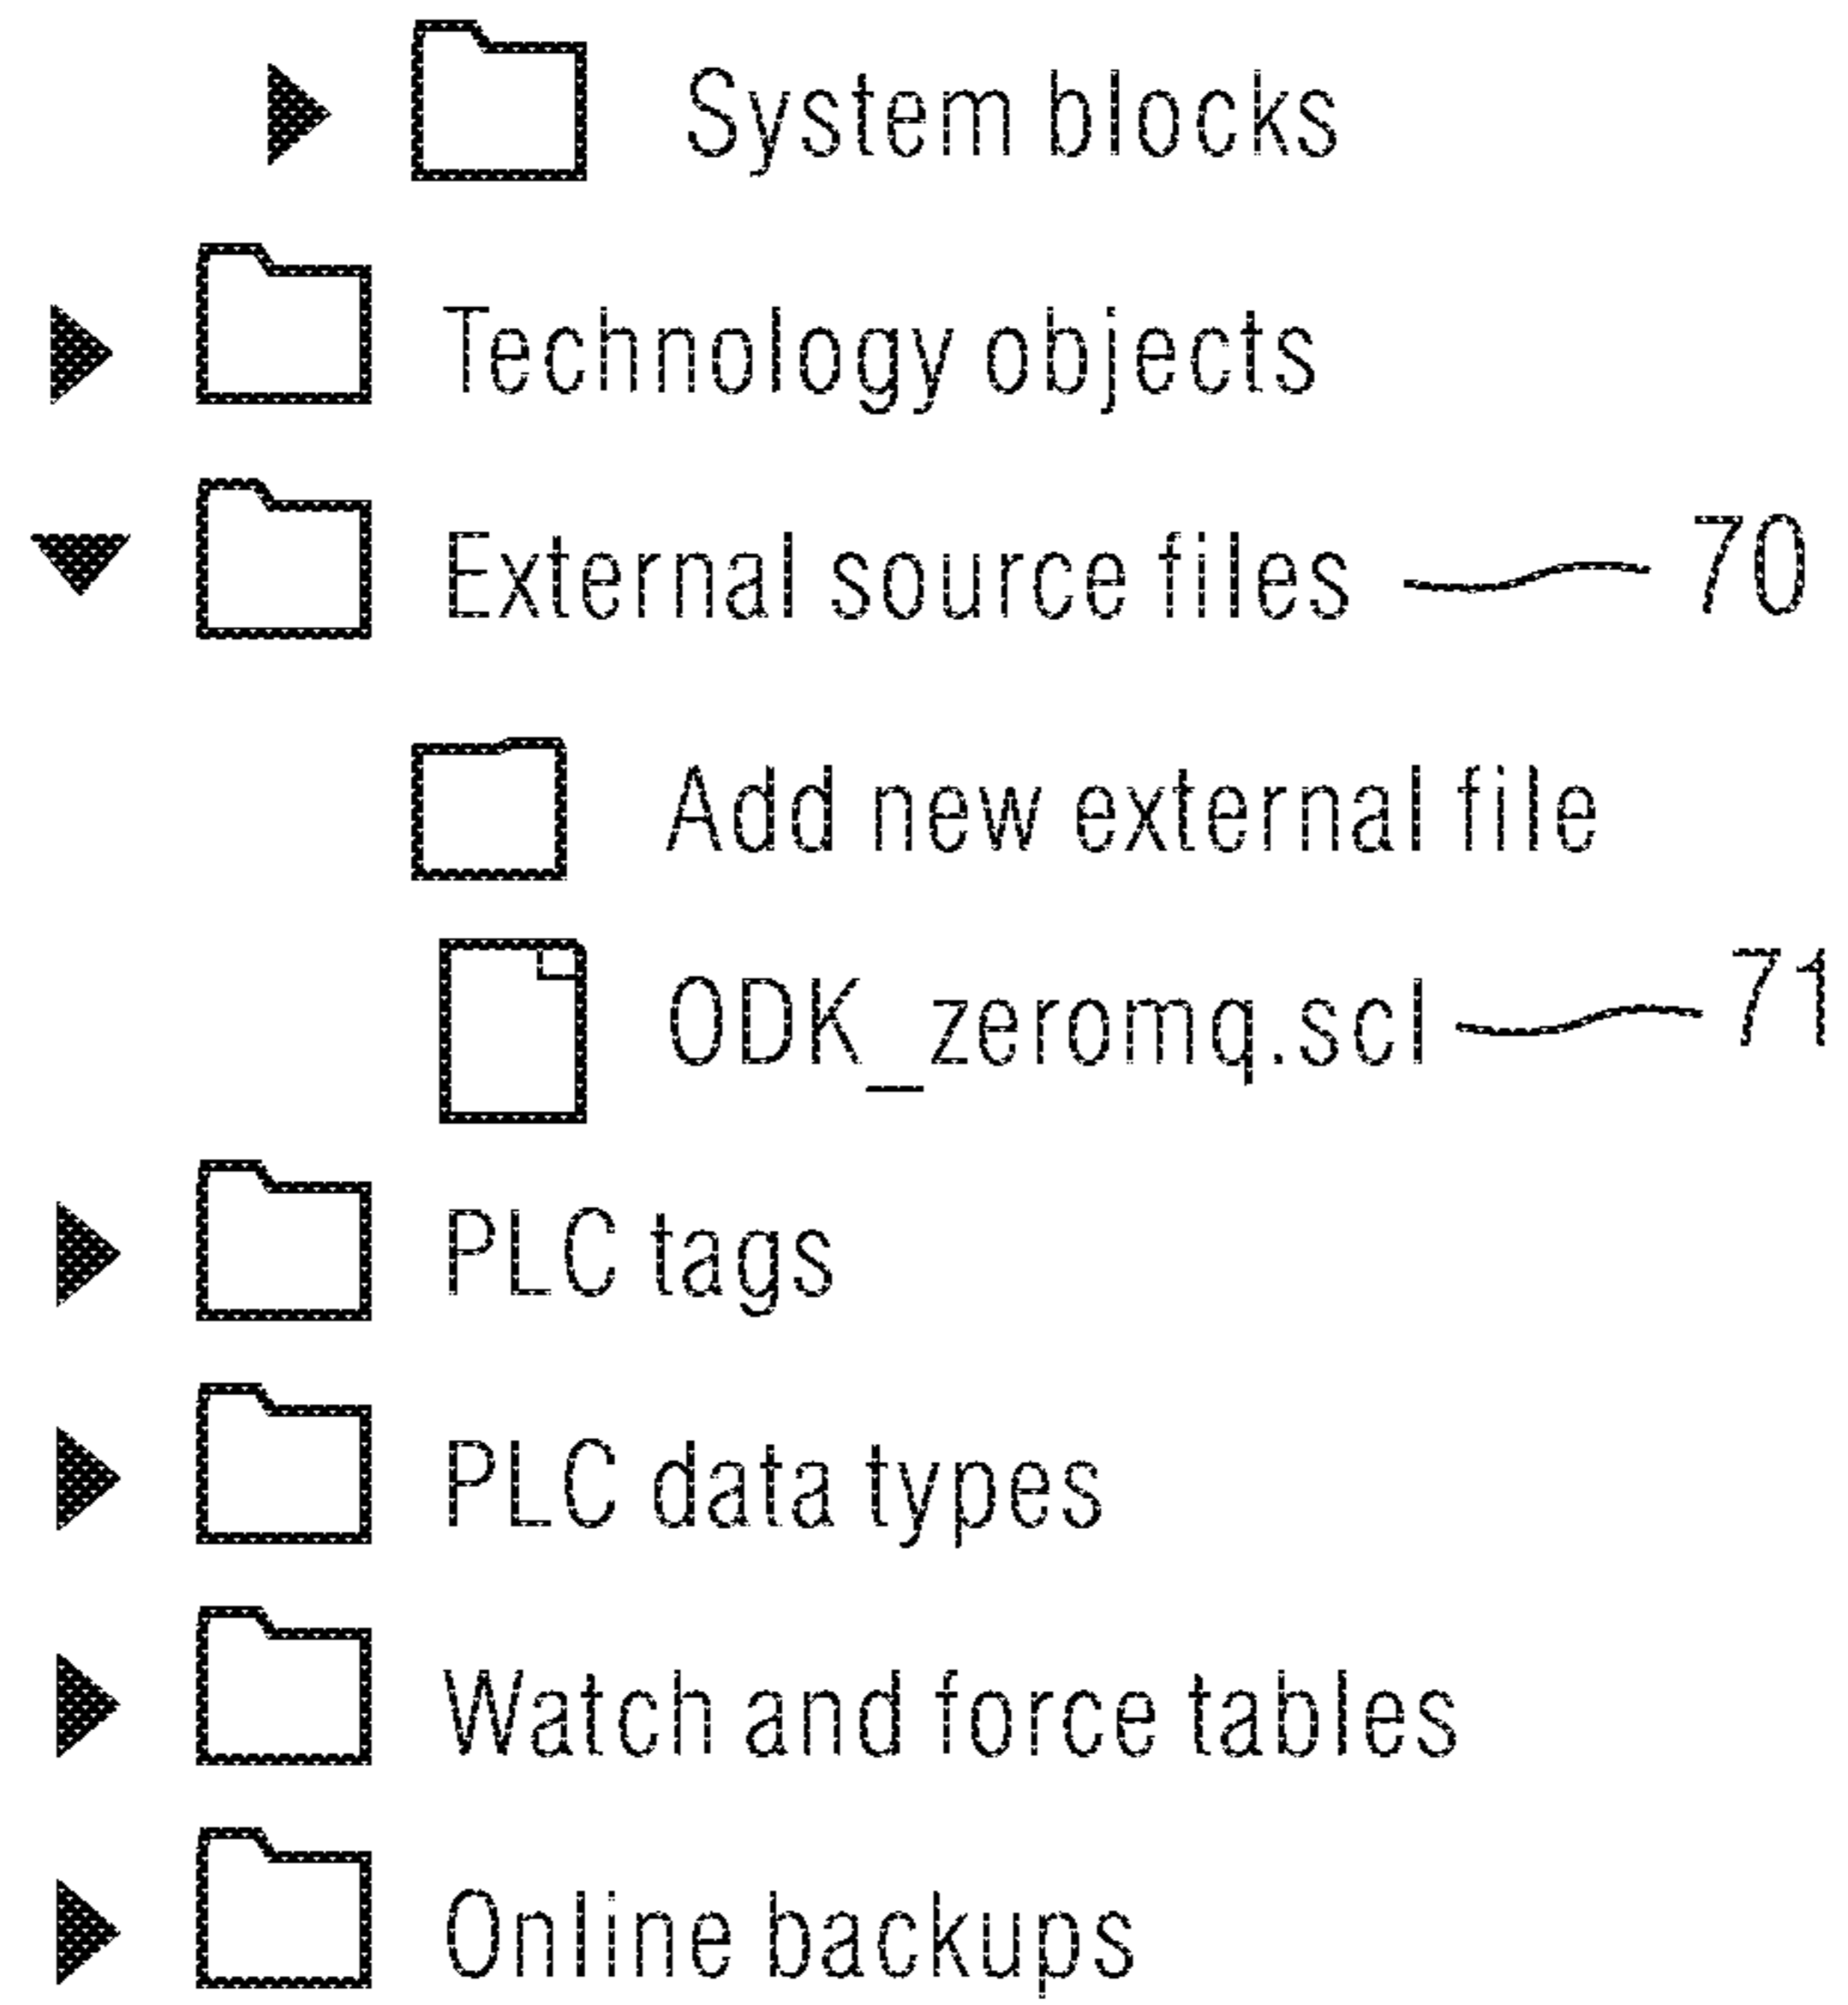 System blocks
Technology objects
External source files 70
Add new external file
ODK_zeromq.scl 71
PLC tags
PLC data types
Watch and force tables
Online backups